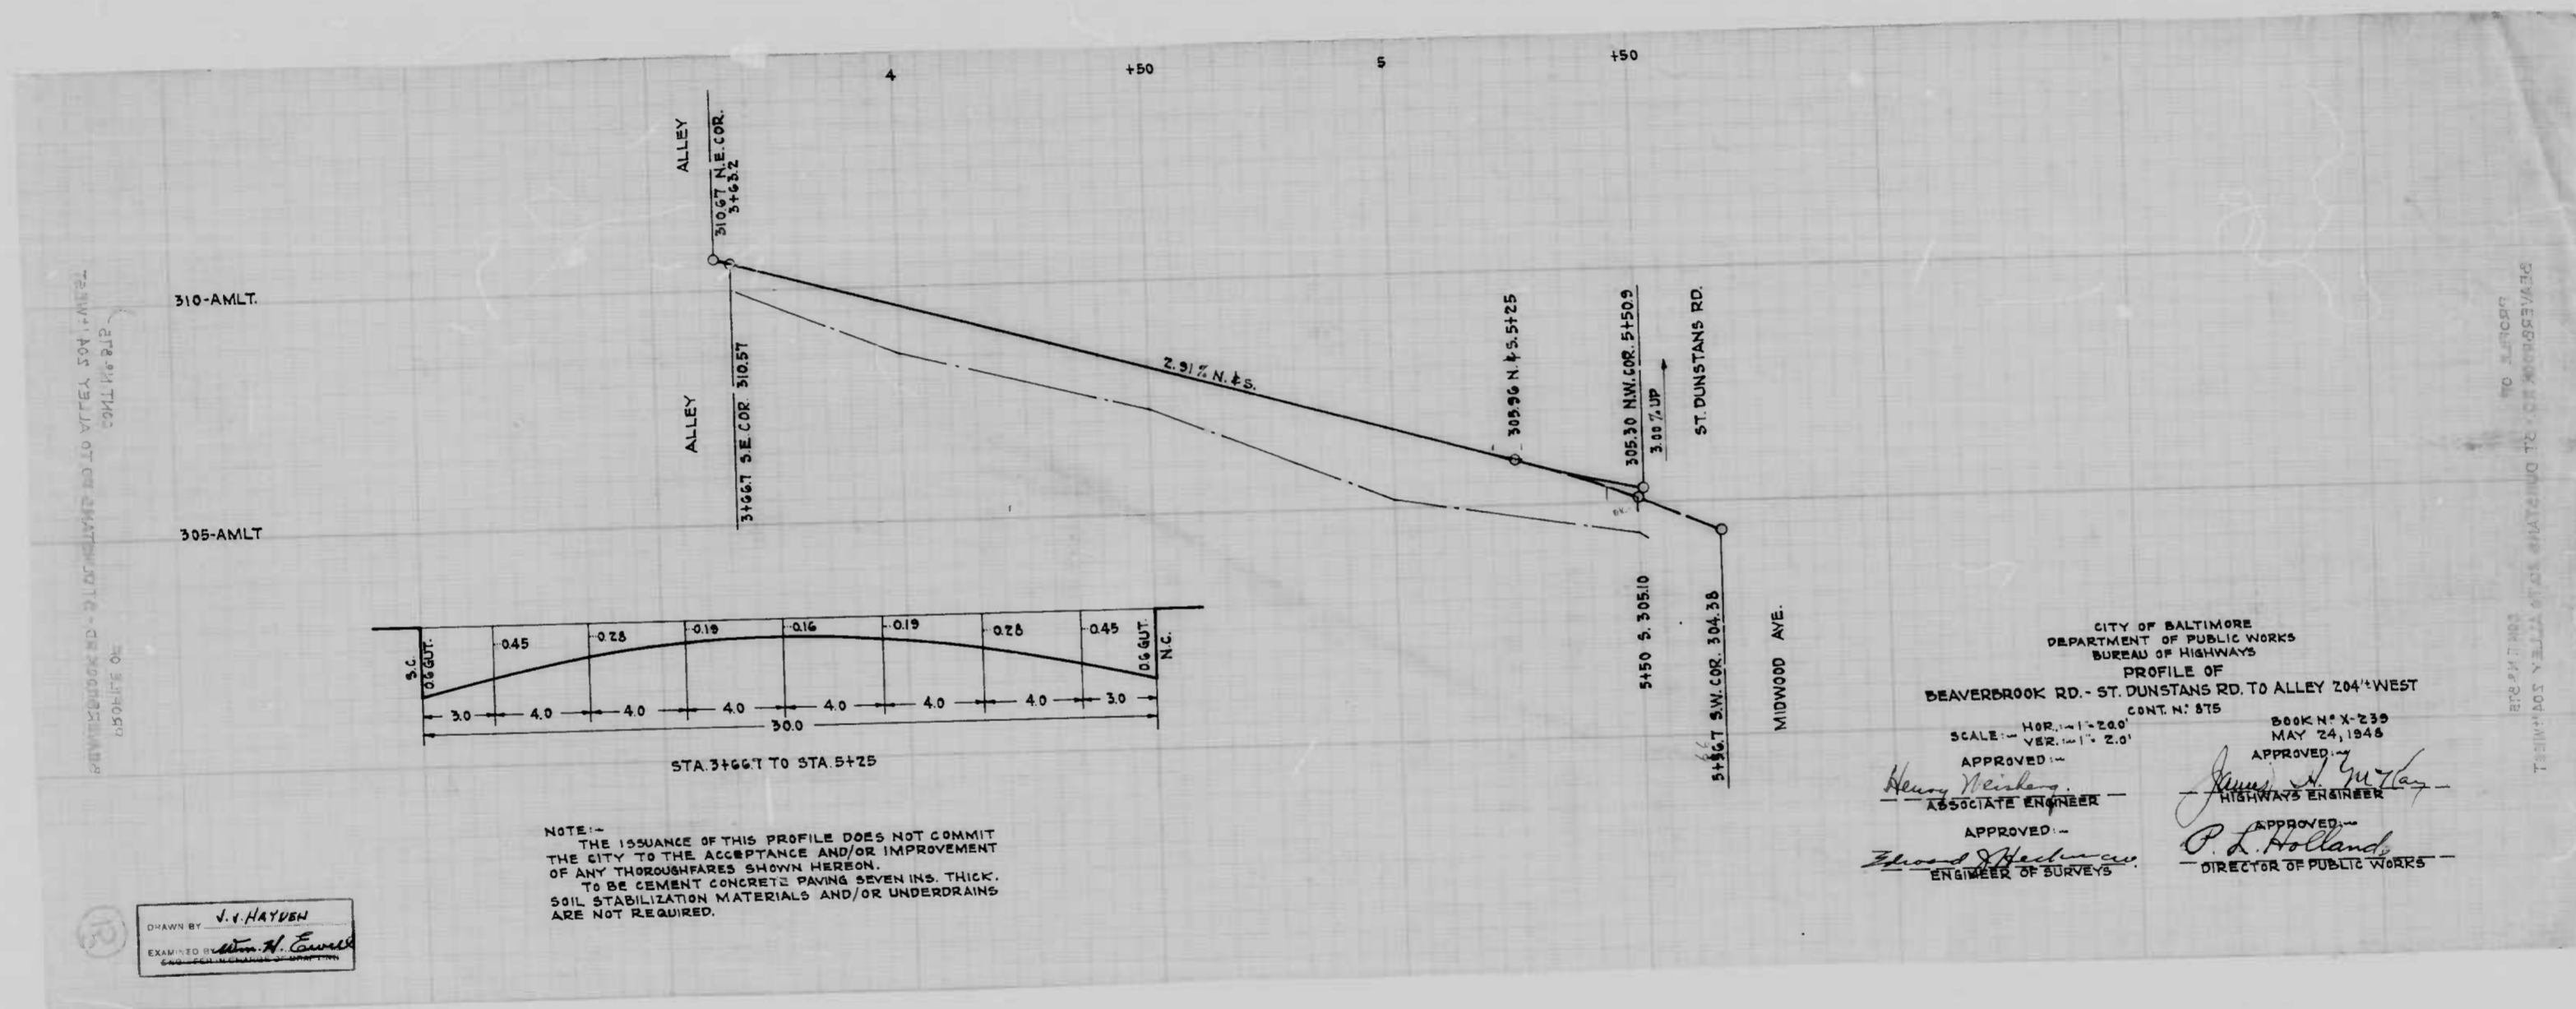 4
+50
5
+50
ALLEY
310.67 N.E. COR.
3+63.2
310-AMLT.
ALLEY
3+66.7 S.E. COR. 310.57
2.91% N. & S.
305.96 N. & S. 5+25
305.30 N.W. COR. 5+50.9
3.00% UP
ST. DUNSTANS RD.
305-AMLT
5+50 S. 305.10
S.W. COR. 304.38
MIDWOOD AVE.
S.C.
0.6 GUT.
0.45
0.28
0.19
0.16
0.19
0.28
0.45
0.6 GUT.
N.C.
3.0 4.0 4.0 4.0 4.0 4.0 4.0 3.0
30.0
STA. 3+66.7 TO STA. 5+25
NOTE:-
THE ISSUANCE OF THIS PROFILE DOES NOT COMMIT
THE CITY TO THE ACCEPTANCE AND/OR IMPROVEMENT
OF ANY THOROUGHFARES SHOWN HEREON.
TO BE CEMENT CONCRETE PAVING SEVEN INS. THICK.
SOIL STABILIZATION MATERIALS AND/OR UNDERDRAINS
ARE NOT REQUIRED.
DRAWN BY J.J. HAYDEN
EXAMINED BY Wm. H. Ewell
ENGINEER IN CHARGE OF DRAFTING
CITY OF BALTIMORE
DEPARTMENT OF PUBLIC WORKS
BUREAU OF HIGHWAYS
PROFILE OF
BEAVERBROOK RD. - ST. DUNSTANS RD. TO ALLEY 204'± WEST
CONT. Nº 875
SCALE:- HOR.:-1"=20.0'
VER.:-1"=2.0'
BOOK Nº X-239
MAY 24, 1948
APPROVED:-
Henry Weisberg
ASSOCIATE ENGINEER
APPROVED:-
James A. McKay
HIGHWAYS ENGINEER
APPROVED:-
Edward J.
ENGINEER OF SURVEYS
APPROVED:-
P. L. Holland
DIRECTOR OF PUBLIC WORKS